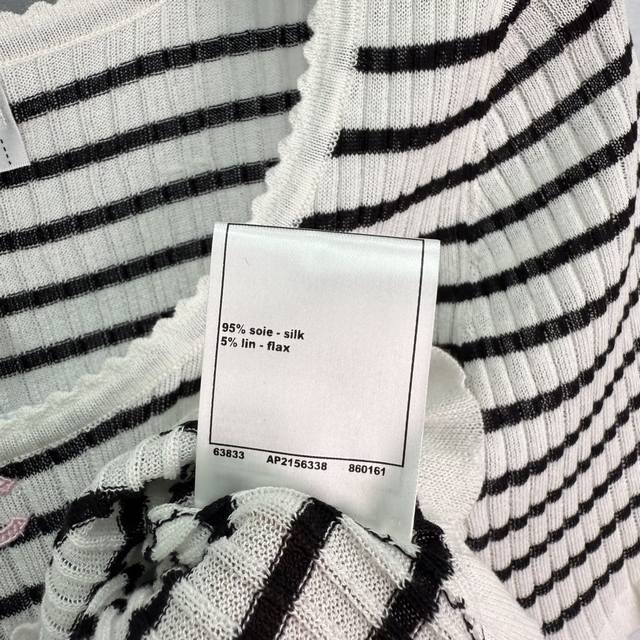 95% soie - silk
5% lin - flax
63833 AP2156338 860161